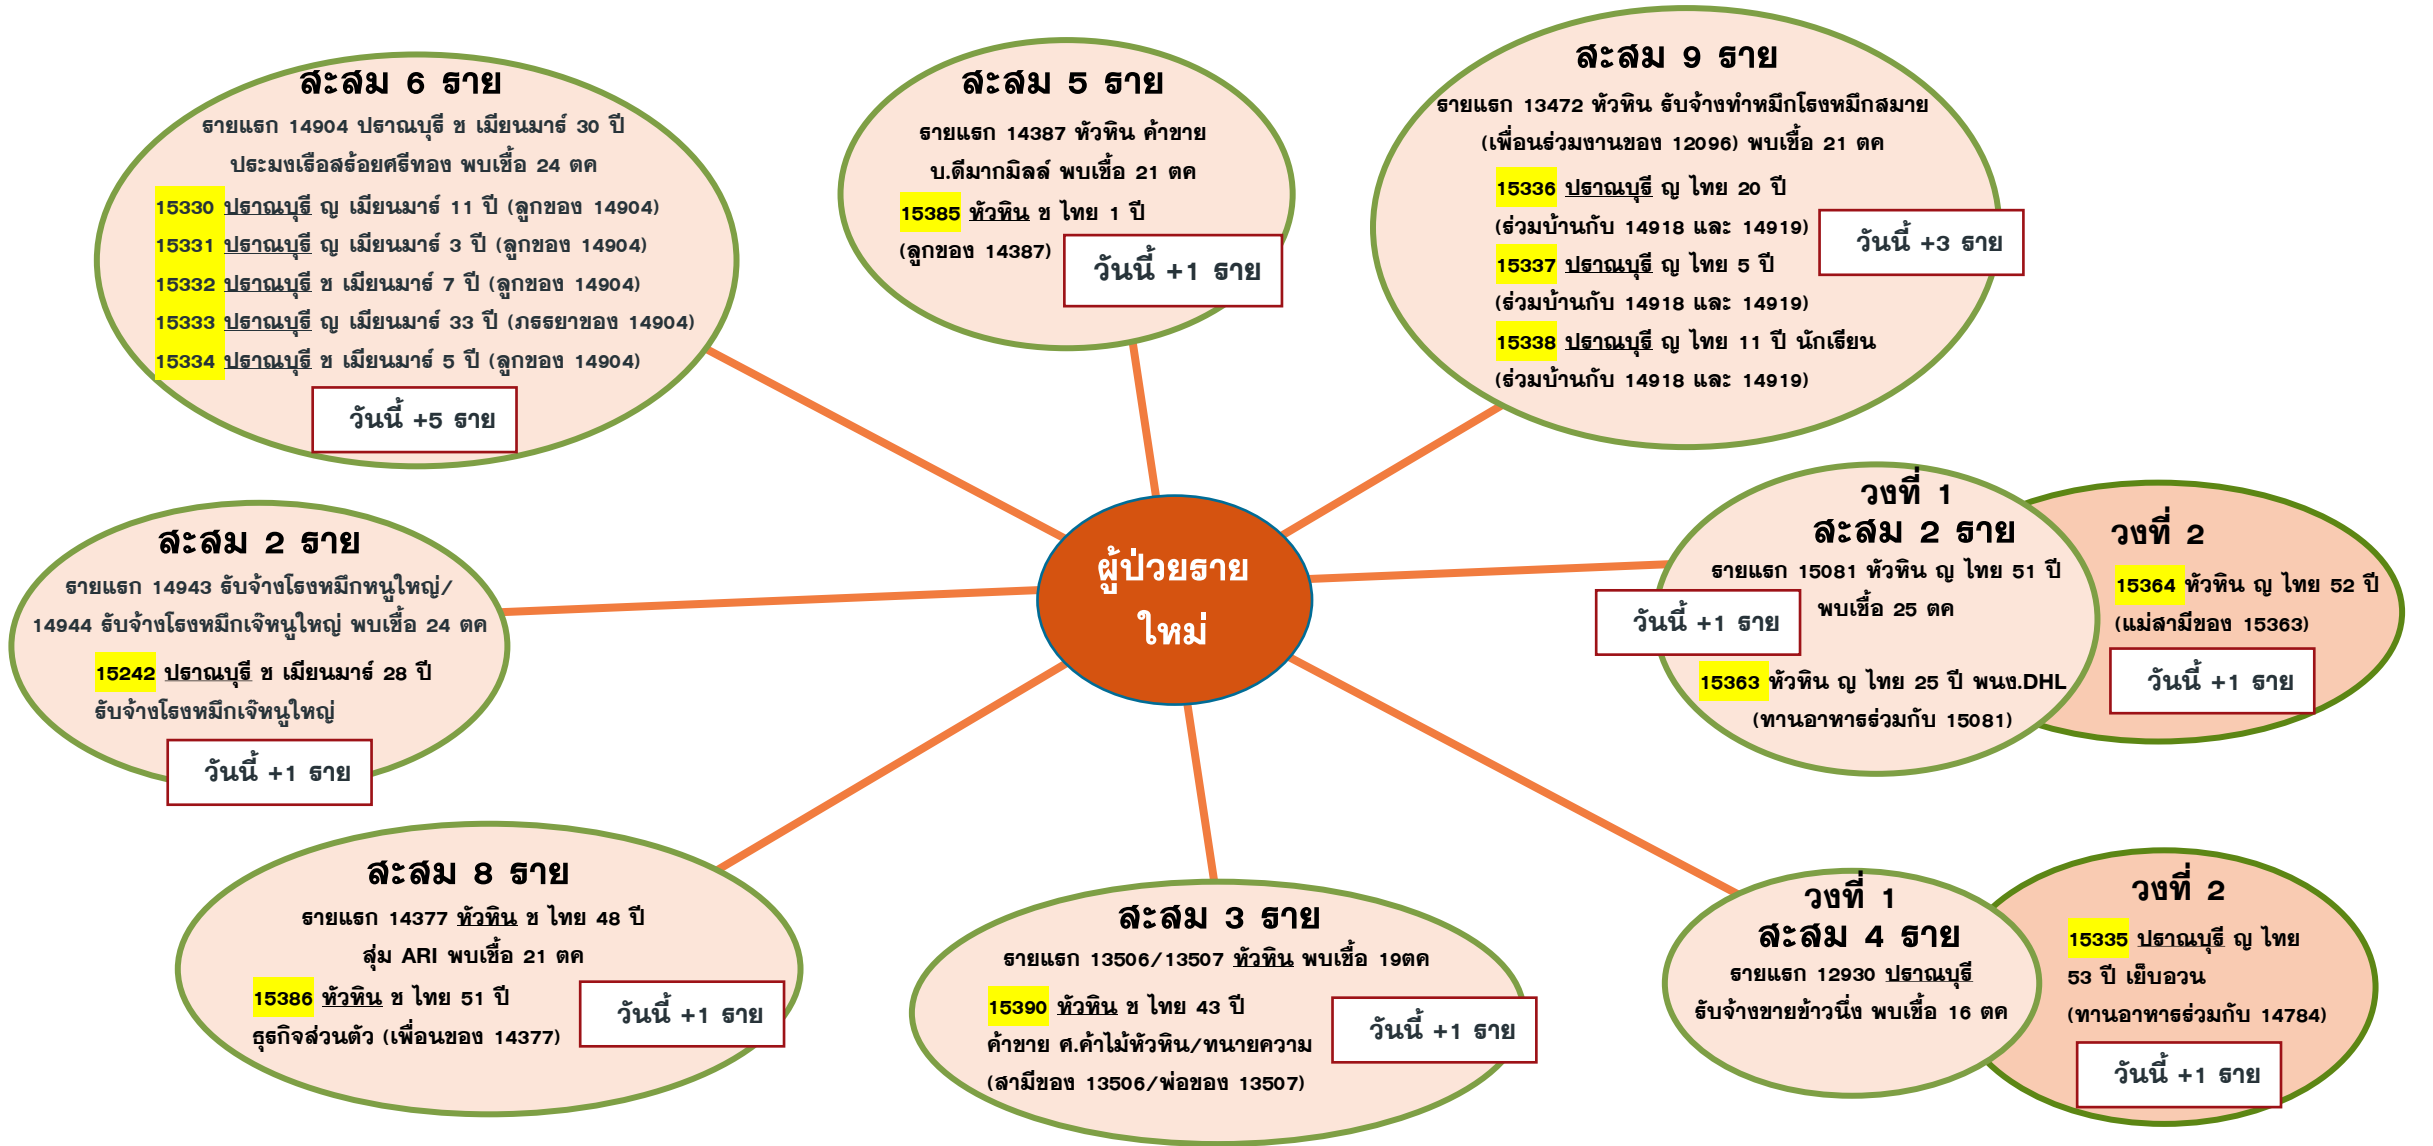 สะสม 6 ราย
รายแรก 14904 ปราณบุรี ช เมียนมาร์ 30 ปี
ประมงเรือสร้อยศรีทอง พบเชื้อ 24 ตค
15330 ปราณบุรี ญ เมียนมาร์ 11 ปี (ลูกของ 14904)
15331 ปราณบุรี ญ เมียนมาร์ 3 ปี (ลูกของ 14904)
15332 ปราณบุรี ช เมียนมาร์ 7 ปี (ลูกของ 14904)
15333 ปราณบุรี ญ เมียนมาร์ 33 ปี (ภรรยาของ 14904)
15334 ปราณบุรี ช เมียนมาร์ 5 ปี (ลูกของ 14904)
วันนี้ +5 ราย
สะสม 5 ราย
รายแรก 14387 หัวหิน ค้าขาย
บ.ดีมากมิลล์ พบเชื้อ 21 ตค
15385 หัวหิน ช ไทย 1 ปี
(ลูกของ 14387)
วันนี้ +1 ราย
สะสม 9 ราย
รายแรก 13472 หัวหิน รับจ้างทำหมึกโรงหมึกสมาย
(เพื่อนร่วมงานของ 12096) พบเชื้อ 21 ตค
15336 ปราณบุรี ญ ไทย 20 ปี
(ร่วมบ้านกับ 14918 และ 14919)
15337 ปราณบุรี ญ ไทย 5 ปี
(ร่วมบ้านกับ 14918 และ 14919)
15338 ปราณบุรี ญ ไทย 11 ปี นักเรียน
(ร่วมบ้านกับ 14918 และ 14919)
วันนี้ +3 ราย
สะสม 2 ราย
รายแรก 14943 รับจ้างโรงหมึกหนูใหญ่/
14944 รับจ้างโรงหมึกเจ๊หนูใหญ่ พบเชื้อ 24 ตค
15242 ปราณบุรี ช เมียนมาร์ 28 ปี
รับจ้างโรงหมึกเจ๊หนูใหญ่
วันนี้ +1 ราย
ผู้ป่วยราย
ใหม่
วงที่ 1
สะสม 2 ราย
รายแรก 15081 หัวหิน ญ ไทย 51 ปี
พบเชื้อ 25 ตค
วันนี้ +1 ราย
15363 หัวหิน ญ ไทย 25 ปี พนง.DHL
(ทานอาหารร่วมกับ 15081)
วงที่ 2
15364 หัวหิน ญ ไทย 52 ปี
(แม่สามีของ 15363)
วันนี้ +1 ราย
สะสม 8 ราย
รายแรก 14377 หัวหิน ช ไทย 48 ปี
สุ่ม ARI พบเชื้อ 21 ตค
15386 หัวหิน ช ไทย 51 ปี
ธุรกิจส่วนตัว (เพื่อนของ 14377)
วันนี้ +1 ราย
สะสม 3 ราย
รายแรก 13506/13507 หัวหิน พบเชื้อ 19ตค
15390 หัวหิน ช ไทย 43 ปี
ค้าขาย ศ.ค้าไม้หัวหิน/ทนายความ
(สามีของ 13506/พ่อของ 13507)
วันนี้ +1 ราย
วงที่ 1
สะสม 4 ราย
รายแรก 12930 ปราณบุรี
รับจ้างขายข้าวนึ่ง พบเชื้อ 16 ตค
วงที่ 2
15335 ปราณบุรี ญ ไทย
53 ปี เย็บอวน
(ทานอาหารร่วมกับ 14784)
วันนี้ +1 ราย